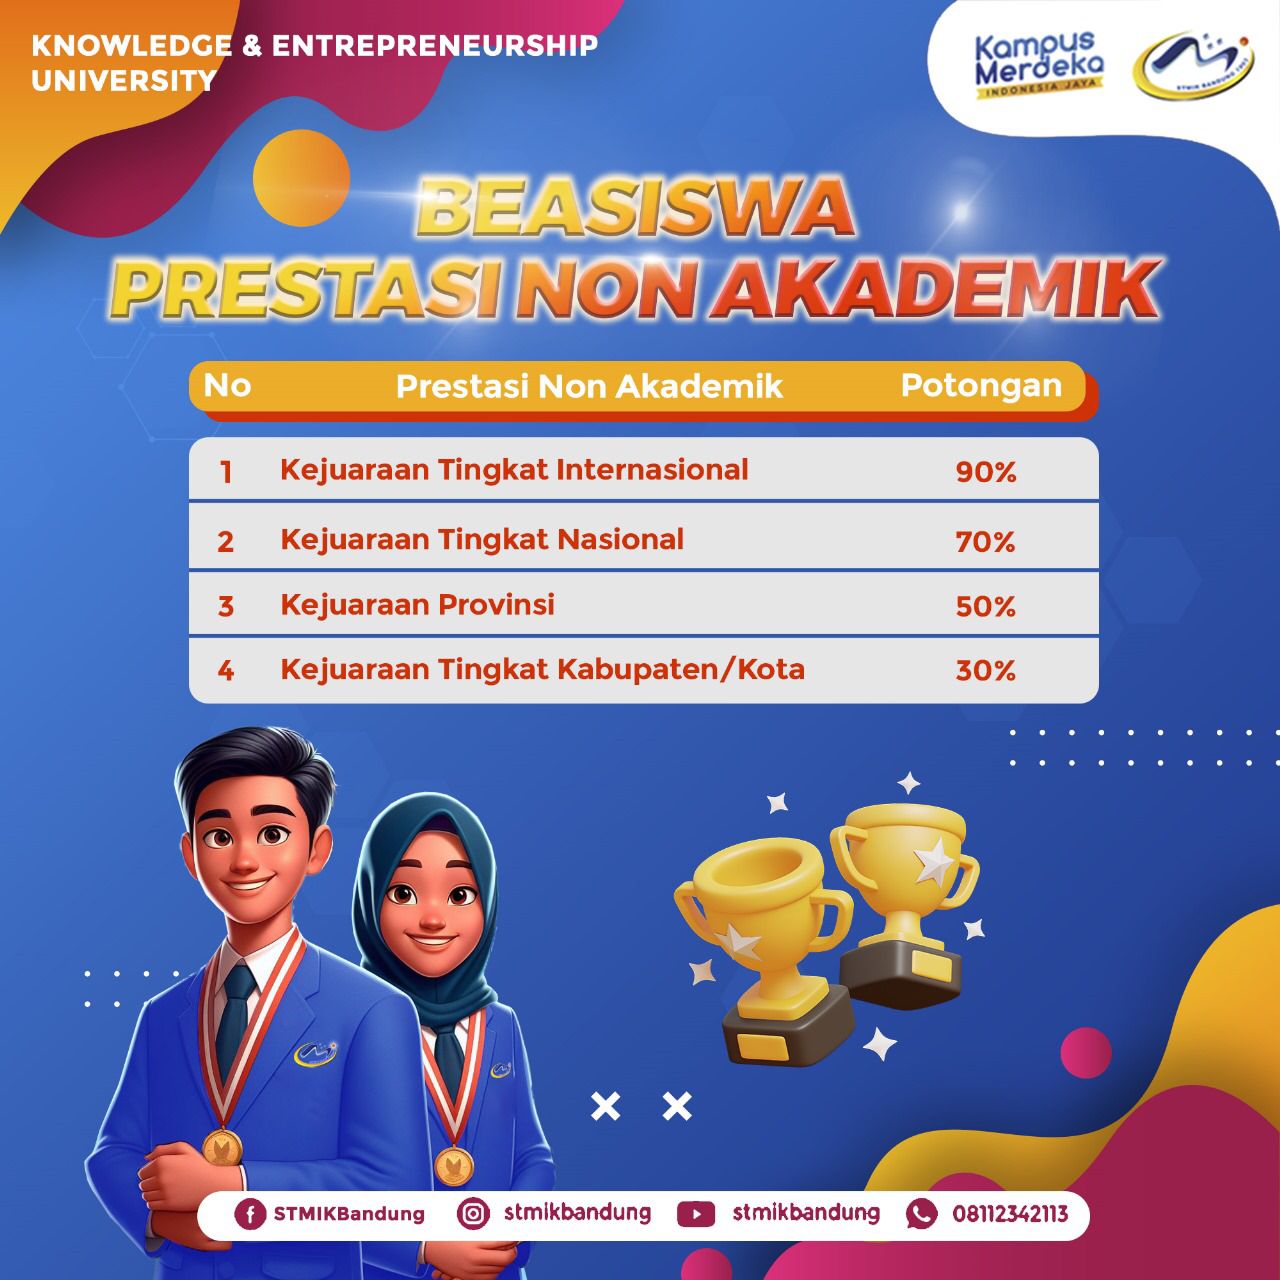 KNOWLEDGE & ENTREPRENEURSHIP
UNIVERSITY
Kampus
Merdeka
INDONESIA JAYA
STMIK BANDUNG
BEASISWA
PRESTASI NON AKADEMIK
No Prestasi Non Akademik Potongan
1 Kejuaraan Tingkat Internasional 90%
2 Kejuaraan Tingkat Nasional 70%
3 Kejuaraan Provinsi 50%
4 Kejuaraan Tingkat Kabupaten/Kota 30%
STMIKBandung stmikbandung stmikbandung 08112342113